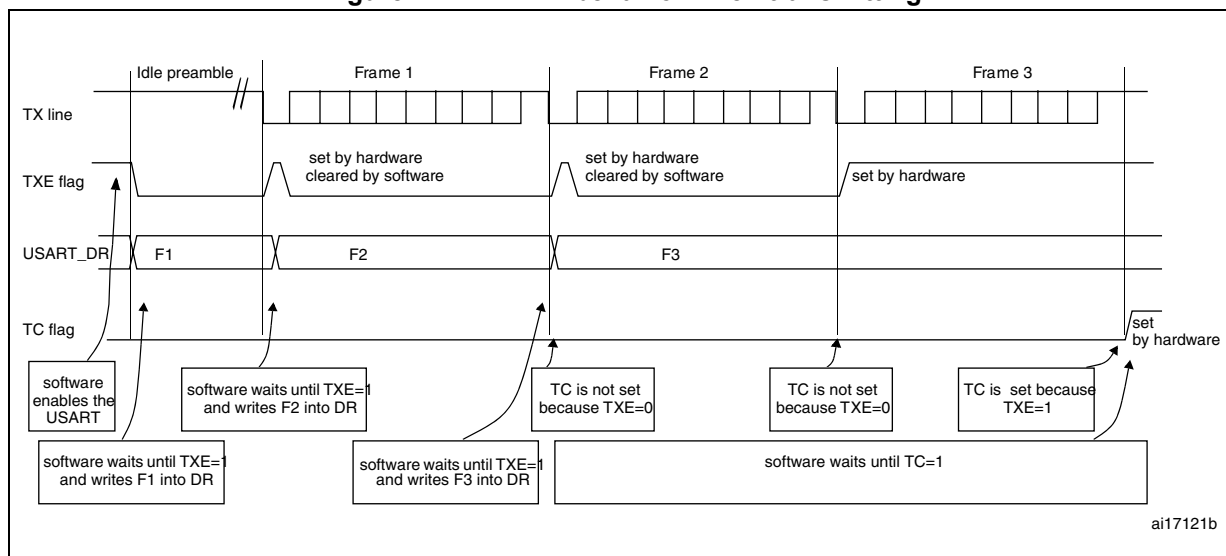 Idle preamble
Frame 1
Frame 2
Frame 3
TX line
TXE flag
set by hardware
cleared by software
set by hardware
cleared by software
set by hardware
USART_DR
F1
F2
F3
TC flag
set
by hardware
software
enables the
USART
software waits until TXE=1
and writes F2 into DR
TC is not set
because TXE=0
TC is not set
because TXE=0
TC is set because
TXE=1
software waits until TXE=1
and writes F1 into DR
software waits until TXE=1
and writes F3 into DR
software waits until TC=1
ai17121b